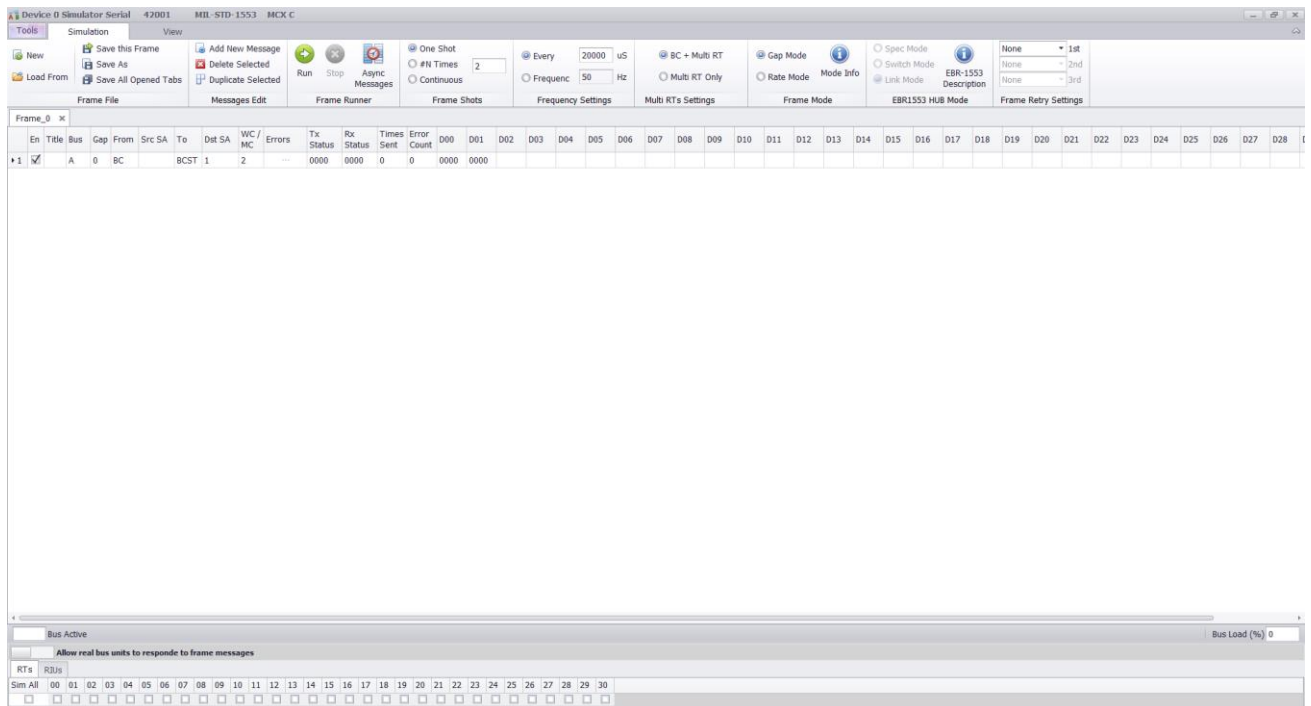 Device 0 Simulator Serial 42001 MIL-STD-1553 MCX C
Tools Simulation View
New
Load From
Save this Frame
Save As
Save All Opened Tabs
Frame File
Add New Message
Delete Selected
Duplicate Selected
Messages Edit
Run Stop Async Messages
Frame Runner
One Shot
#N Times 2
Continuous
Frame Shots
Every 20000 uS
Frequenc 50 Hz
Frequency Settings
BC + Multi RT
Multi RT Only
Multi RTs Settings
Gap Mode
Rate Mode
Mode Info
Frame Mode
Spec Mode
Switch Mode
Link Mode
EBR-1553 Description
EBR1553 HUB Mode
None 1st
None 2nd
None 3rd
Frame Retry Settings
Frame_0
En Title Bus Gap From Src SA To Dst SA WC / MC Errors Tx Status Rx Status Times Sent Error Count D00 D01 D02 D03 D04 D05 D06 D07 D08 D09 D10 D11 D12 D13 D14 D15 D16 D17 D18 D19 D20 D21 D22 D23 D24 D25 D26 D27 D28
1 A 0 BC BCST 1 2 ... 0000 0000 0 0 0000 0000
Bus Active Bus Load (%) 0
Allow real bus units to responde to frame messages
RTs RIUs
Sim All 00 01 02 03 04 05 06 07 08 09 10 11 12 13 14 15 16 17 18 19 20 21 22 23 24 25 26 27 28 29 30